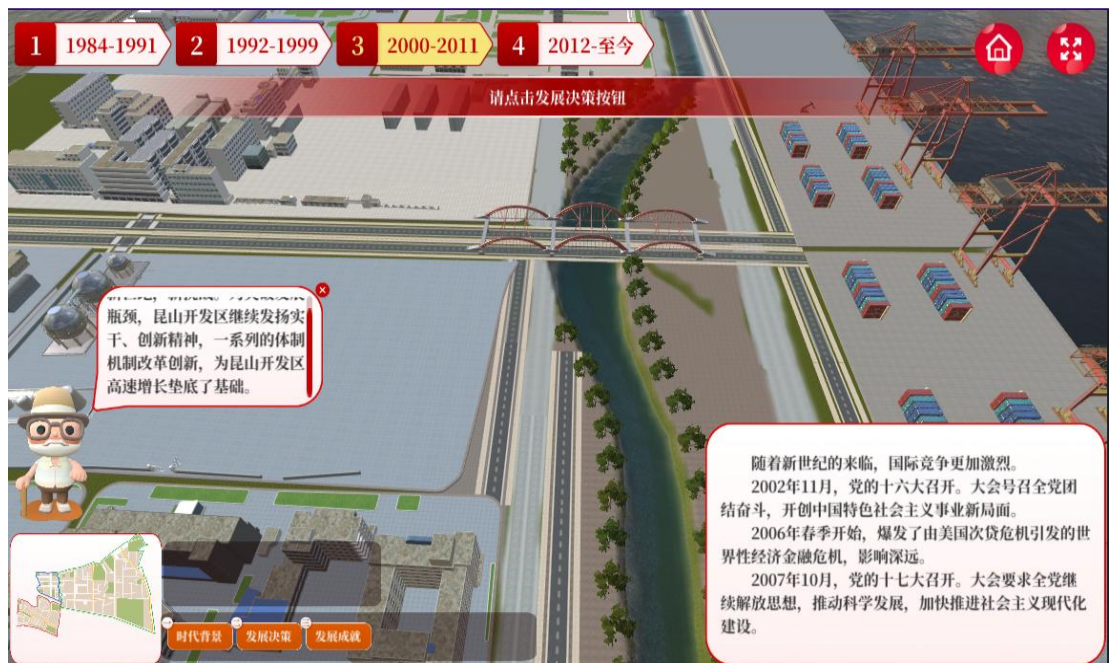 1 1984-1991 2 1992-1999 3 2000-2011 4 2012-至今
请点击发展决策按钮
瓶颈，昆山开发区继续发扬实
干、创新精神，一系列的体制
机制改革创新，为昆山开发区
高速增长垫底了基础。
随着新世纪的来临，国际竞争更加激烈。
2002年11月，党的十六大召开。大会号召全党团
结奋斗，开创中国特色社会主义事业新局面。
2006年春季开始，爆发了由美国次贷危机引发的世
界性经济金融危机，影响深远。
2007年10月，党的十七大召开。大会要求全党继
续解放思想，推动科学发展，加快推进社会主义现代化
建设。
时代背景 发展决策 发展成就